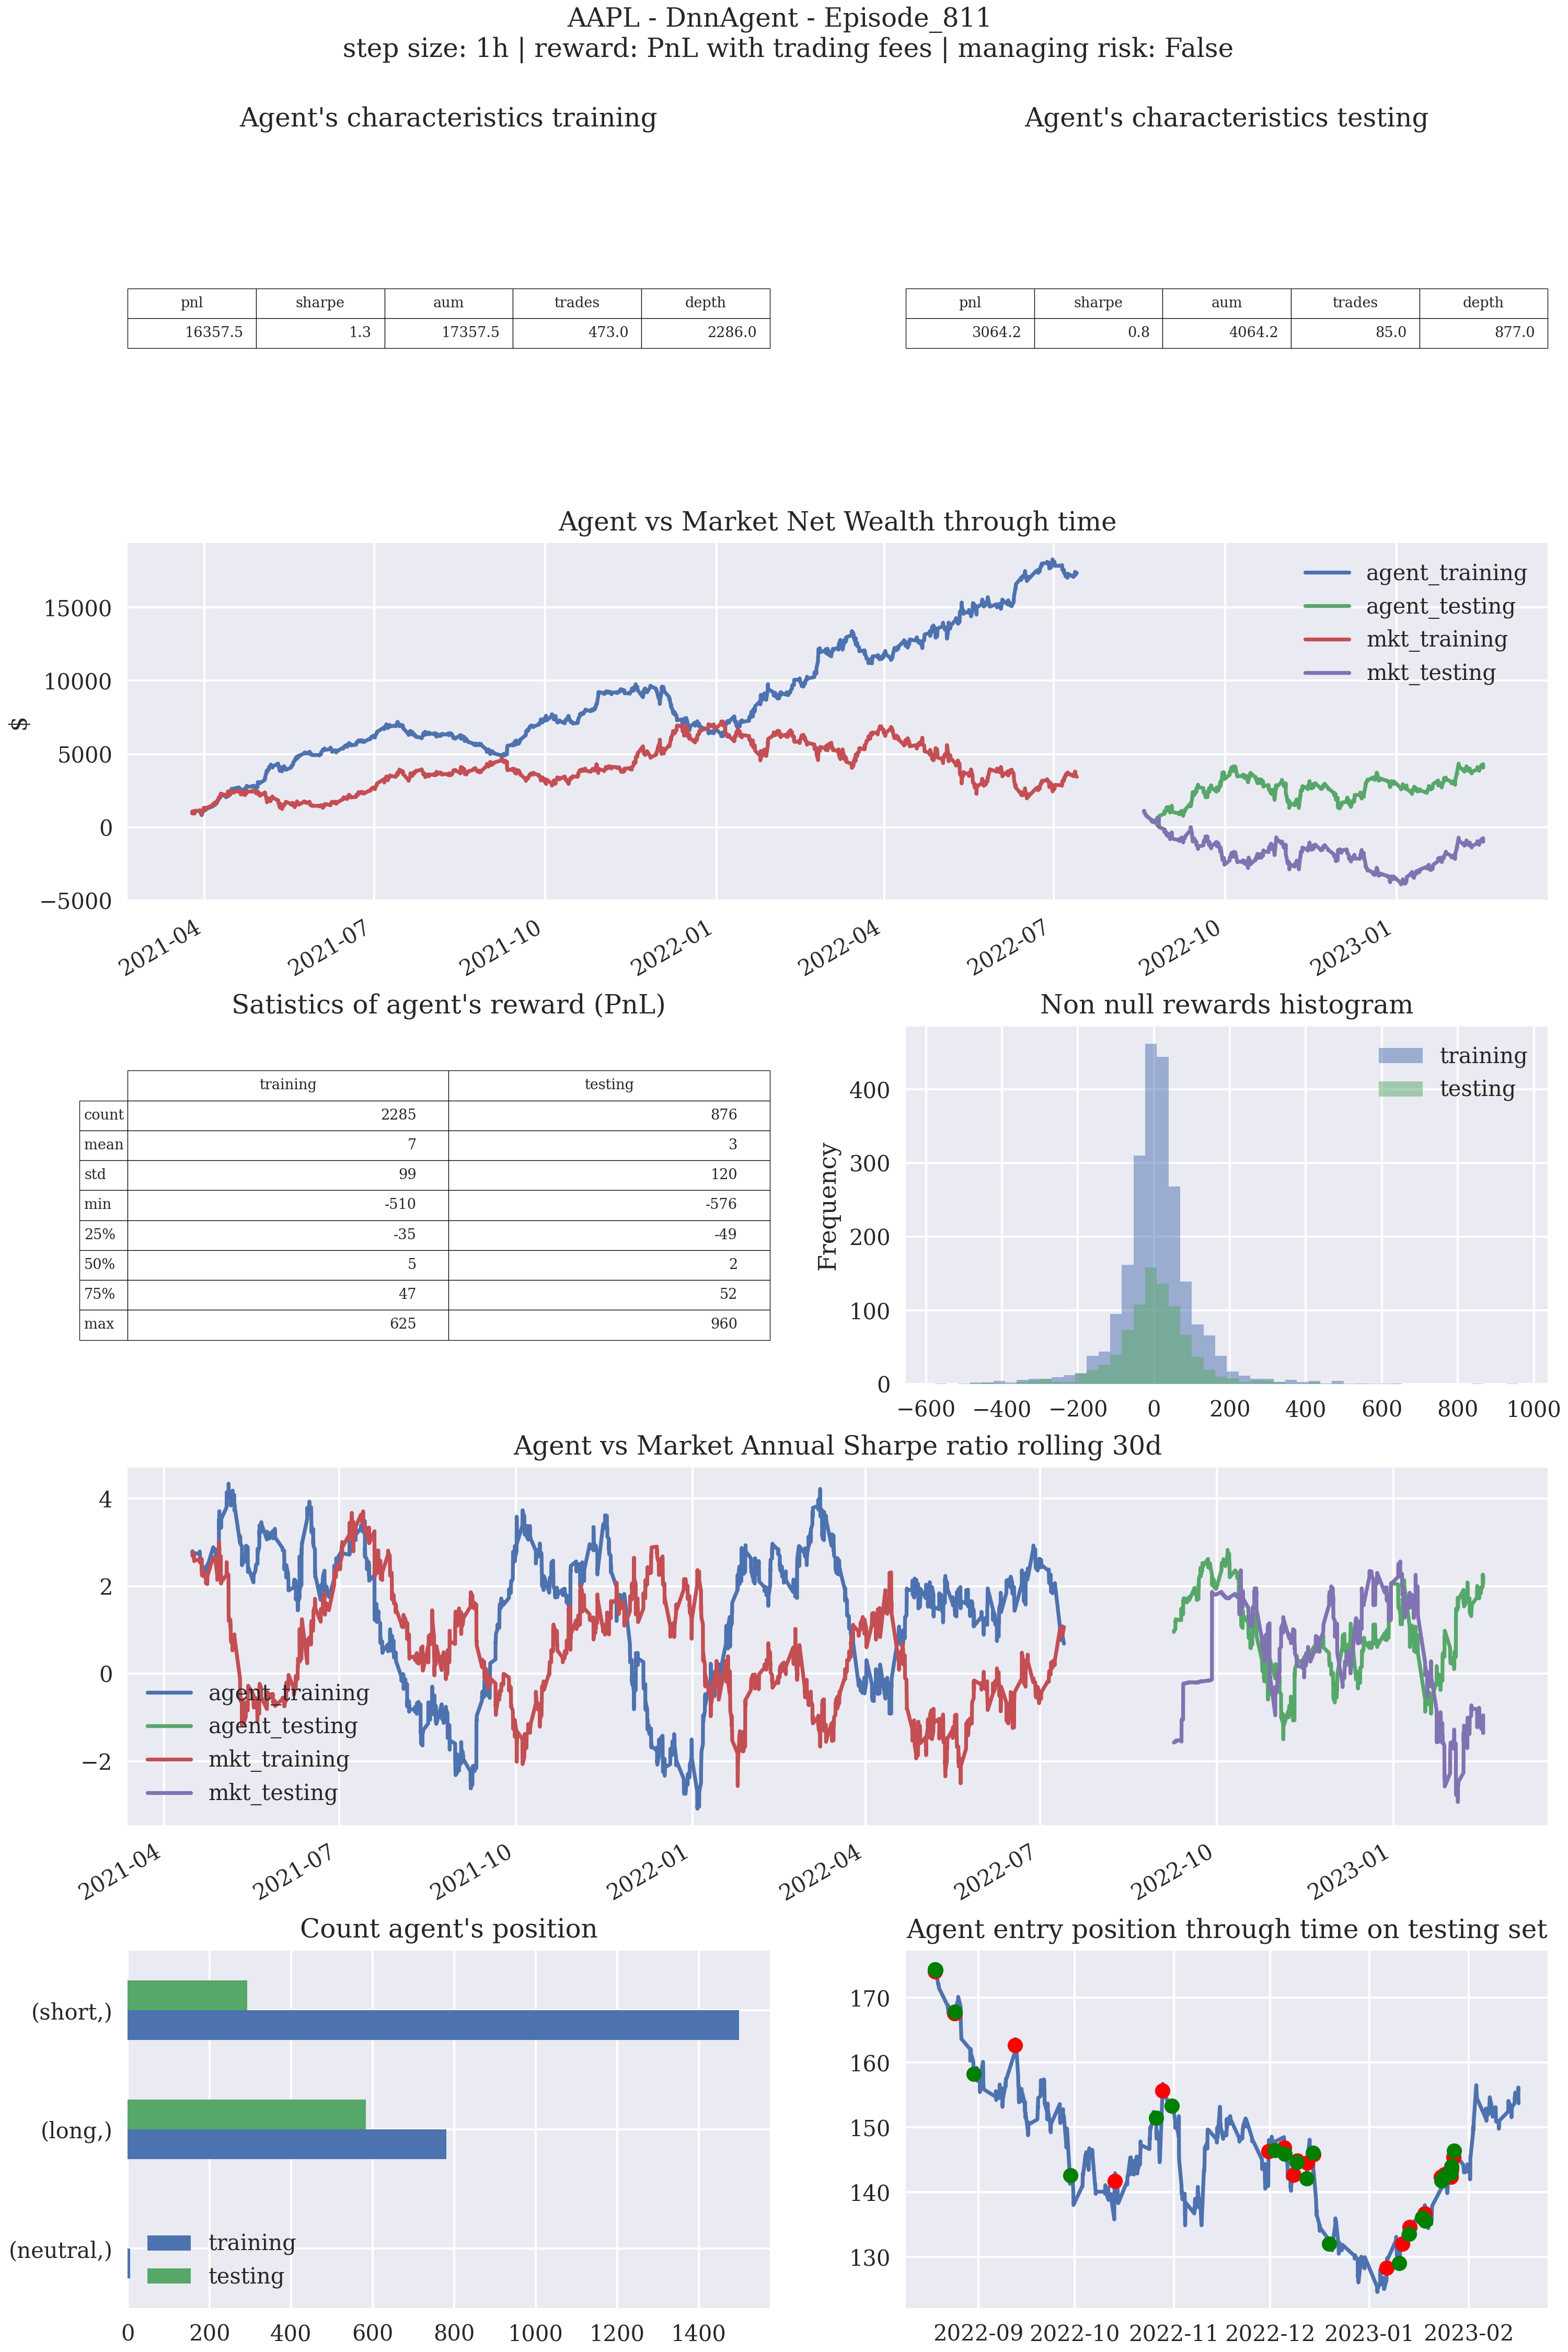 AAPL - DnnAgent - Episode_811
step size: 1h | reward: PnL with trading fees | managing risk: False
Agent's characteristics training
pnl sharpe aum trades depth
16357.5 1.3 17357.5 473.0 2286.0
Agent's characteristics testing
pnl sharpe aum trades depth
3064.2 0.8 4064.2 85.0 877.0
Agent vs Market Net Wealth through time
$
15000
10000
5000
0
−5000
agent_training
agent_testing
mkt_training
mkt_testing
2021-04 2021-07 2021-10 2022-01 2022-04 2022-07 2022-10 2023-01
Satistics of agent's reward (PnL)
training testing
count 2285 876
mean 7 3
std 99 120
min -510 -576
25% -35 -49
50% 5 2
75% 47 52
max 625 960
Non null rewards histogram
Frequency
400
300
200
100
0
training
testing
−600 −400 −200 0 200 400 600 800 1000
Agent vs Market Annual Sharpe ratio rolling 30d
4
2
0
−2
agent_training
agent_testing
mkt_training
mkt_testing
2021-04 2021-07 2021-10 2022-01 2022-04 2022-07 2022-10 2023-01
Count agent's position
(short,)
(long,)
(neutral,)
training
testing
0 200 400 600 800 1000 1200 1400
Agent entry position through time on testing set
170
160
150
140
130
2022-09 2022-10 2022-11 2022-12 2023-01 2023-02